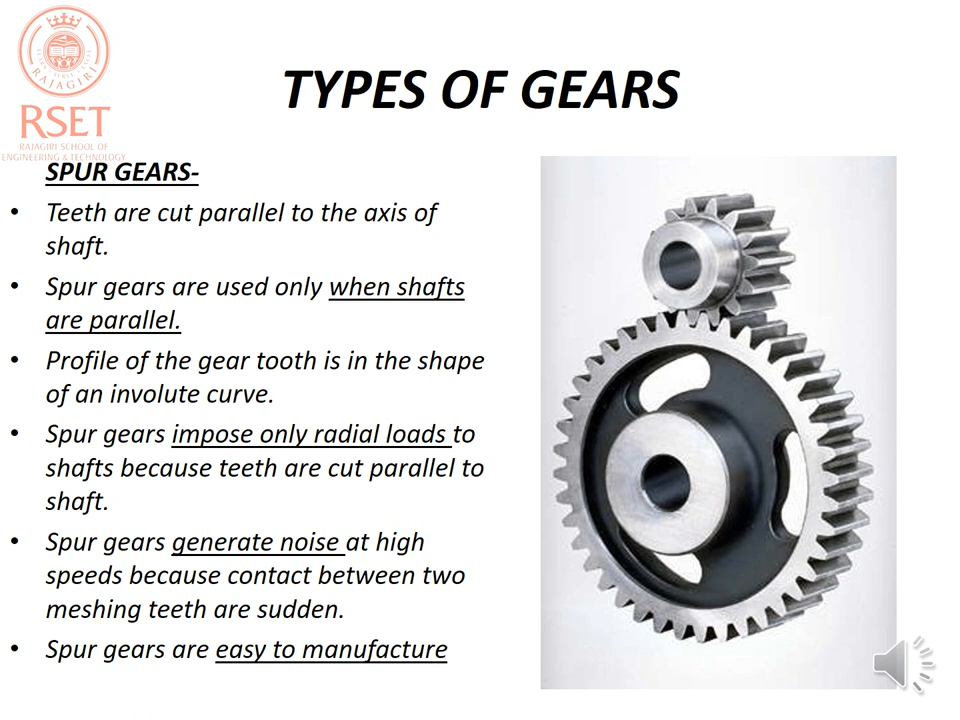 RAJAGIRI
RSET
RAJAGIRI SCHOOL OF
ENGINEERING & TECHNOLOGY
TYPES OF GEARS
SPUR GEARS-
• Teeth are cut parallel to the axis of
shaft.
• Spur gears are used only when shafts
are parallel.
• Profile of the gear tooth is in the shape
of an involute curve.
• Spur gears impose only radial loads to
shafts because teeth are cut parallel to
shaft.
• Spur gears generate noise at high
speeds because contact between two
meshing teeth are sudden.
• Spur gears are easy to manufacture